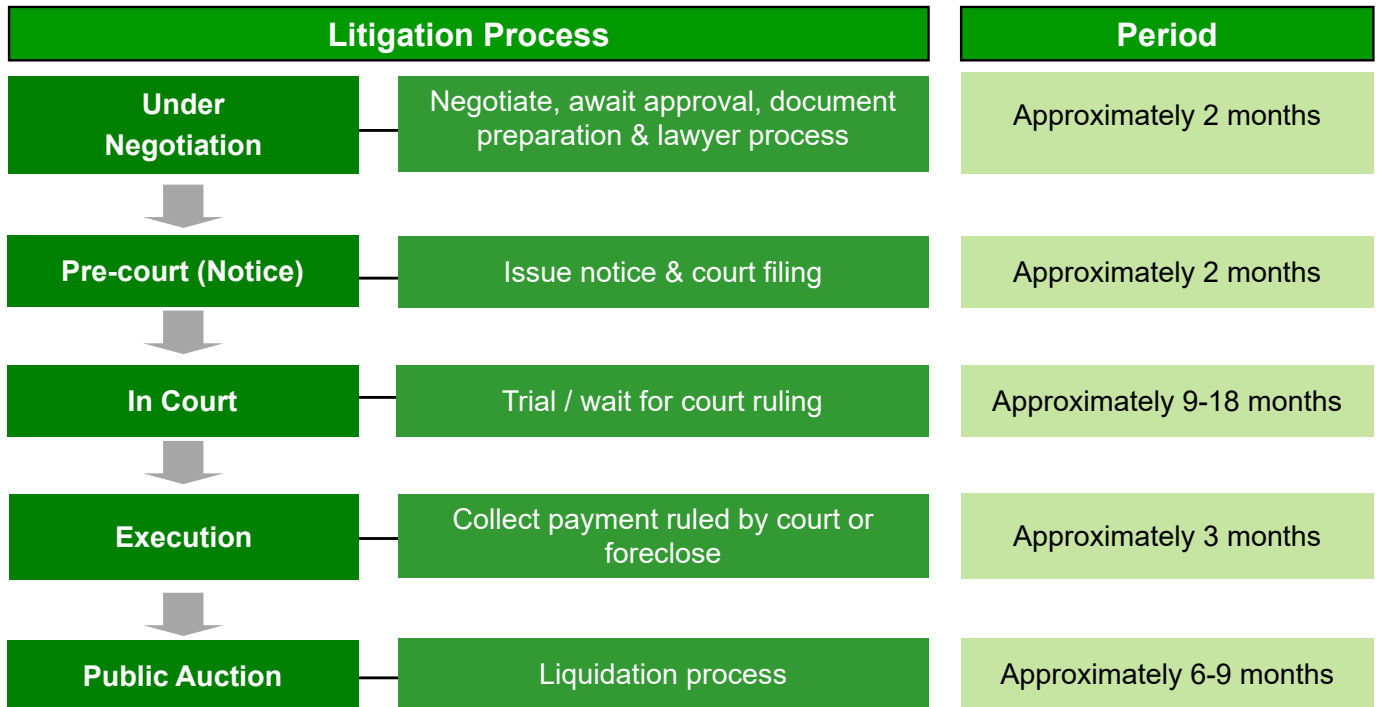 Litigation Process
Period
Under
Negotiation
Negotiate, await approval, document
preparation & lawyer process
Approximately 2 months
Pre-court (Notice)
Issue notice & court filing
Approximately 2 months
In Court
Trial / wait for court ruling
Approximately 9-18 months
Execution
Collect payment ruled by court or
foreclose
Approximately 3 months
Public Auction
Liquidation process
Approximately 6-9 months